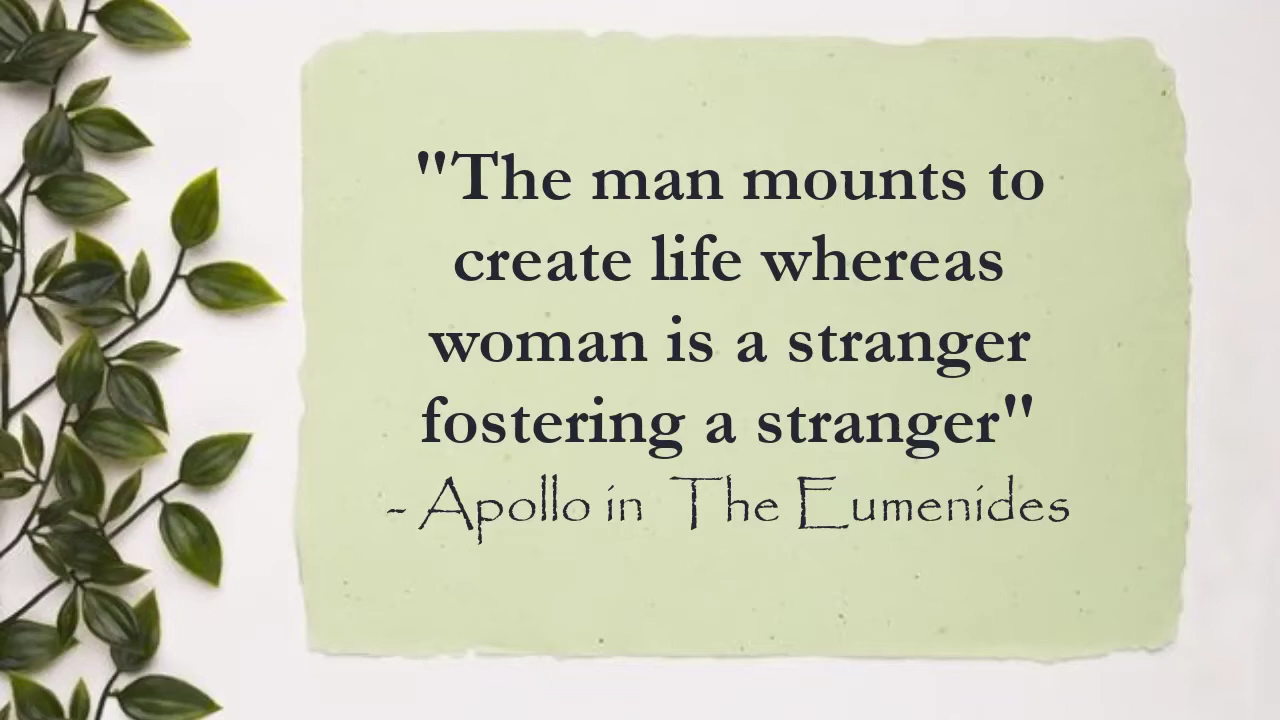 "The man mounts to
create life whereas
woman is a stranger
fostering a stranger"
- Apollo in The Eumenides